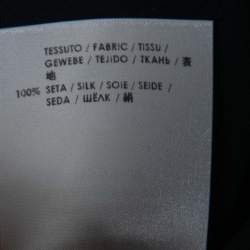 TESSUTO / FABRIC / TISSU /
GEWEBE / TEJIDO / ТКАНЬ / 表
地
100% SETA / SILK / SOIE / SEIDE /
SEDA / ШЁЛК / 絹